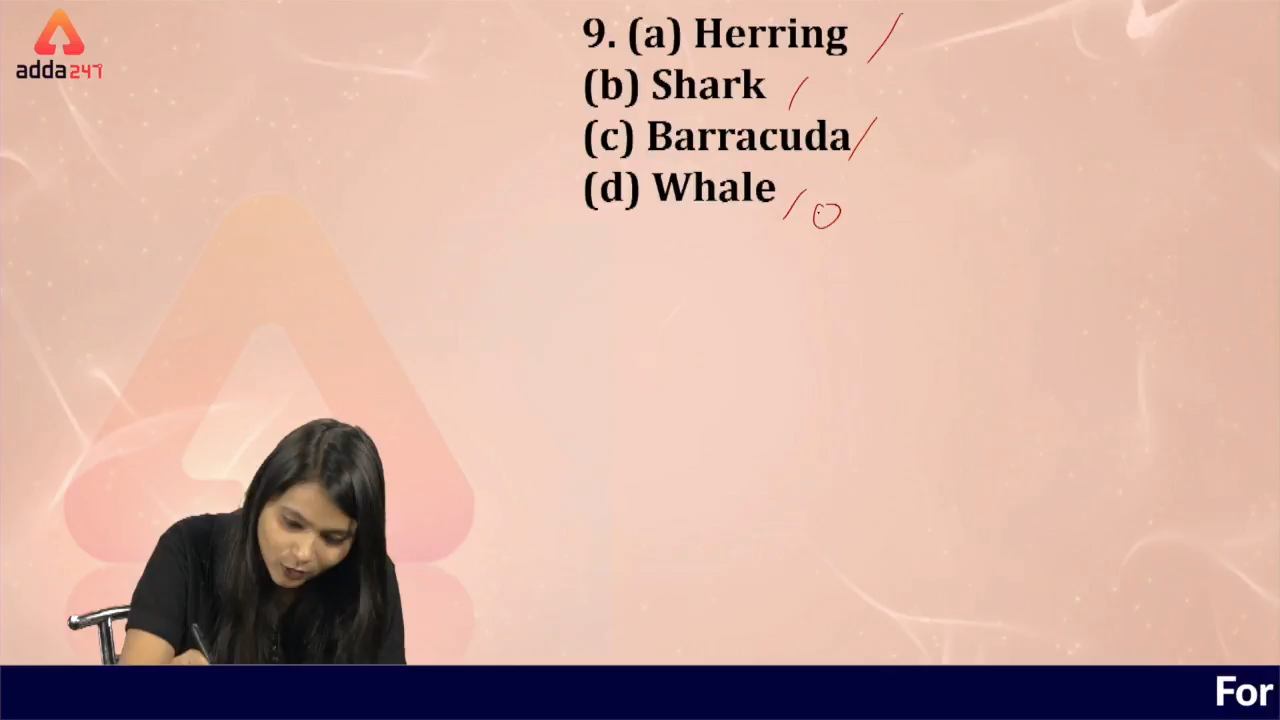 adda247
9. (a) Herring
(b) Shark
(c) Barracuda
(d) Whale
For